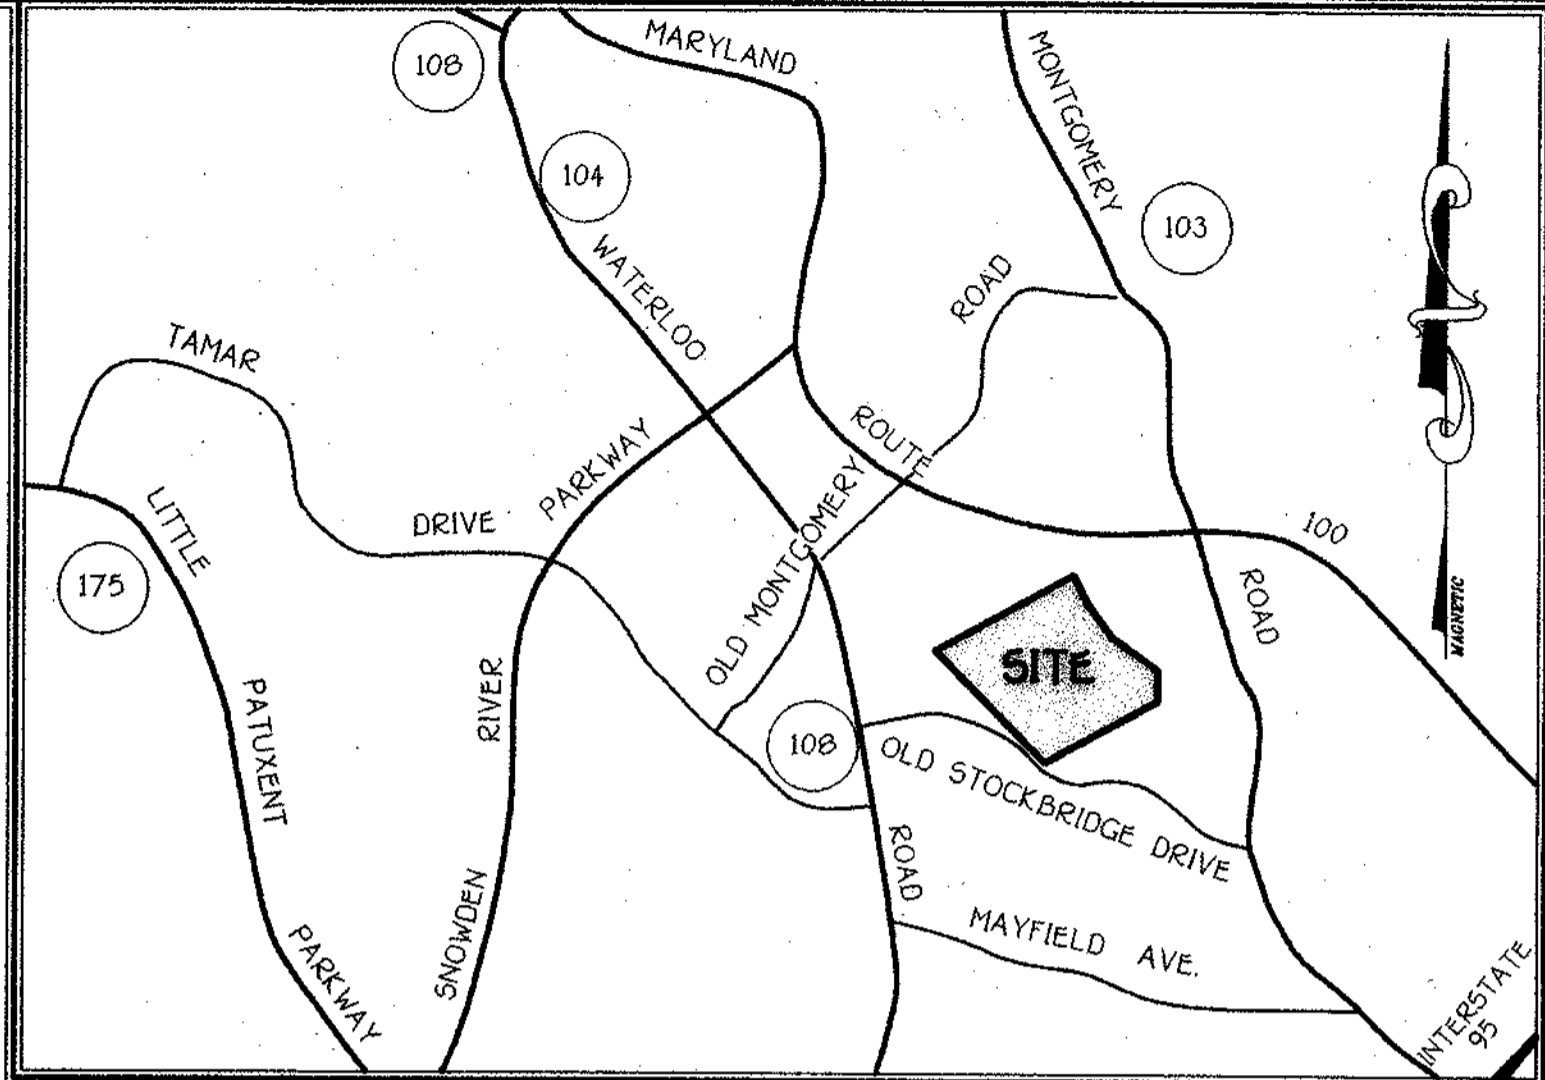 108
MARYLAND
MONTGOMERY
104
103
WATERLOO
ROAD
TAMAR
ROUTE
PARKWAY
LITTLE
DRIVE
100
175
OLD MONTGOMERY
ROAD
MAGNETIC
SITE
RIVER
PATUXENT
108
OLD STOCKBRIDGE DRIVE
ROAD
SNOWDEN
PARKWAY
MAYFIELD AVE.
INTERSTATE
95